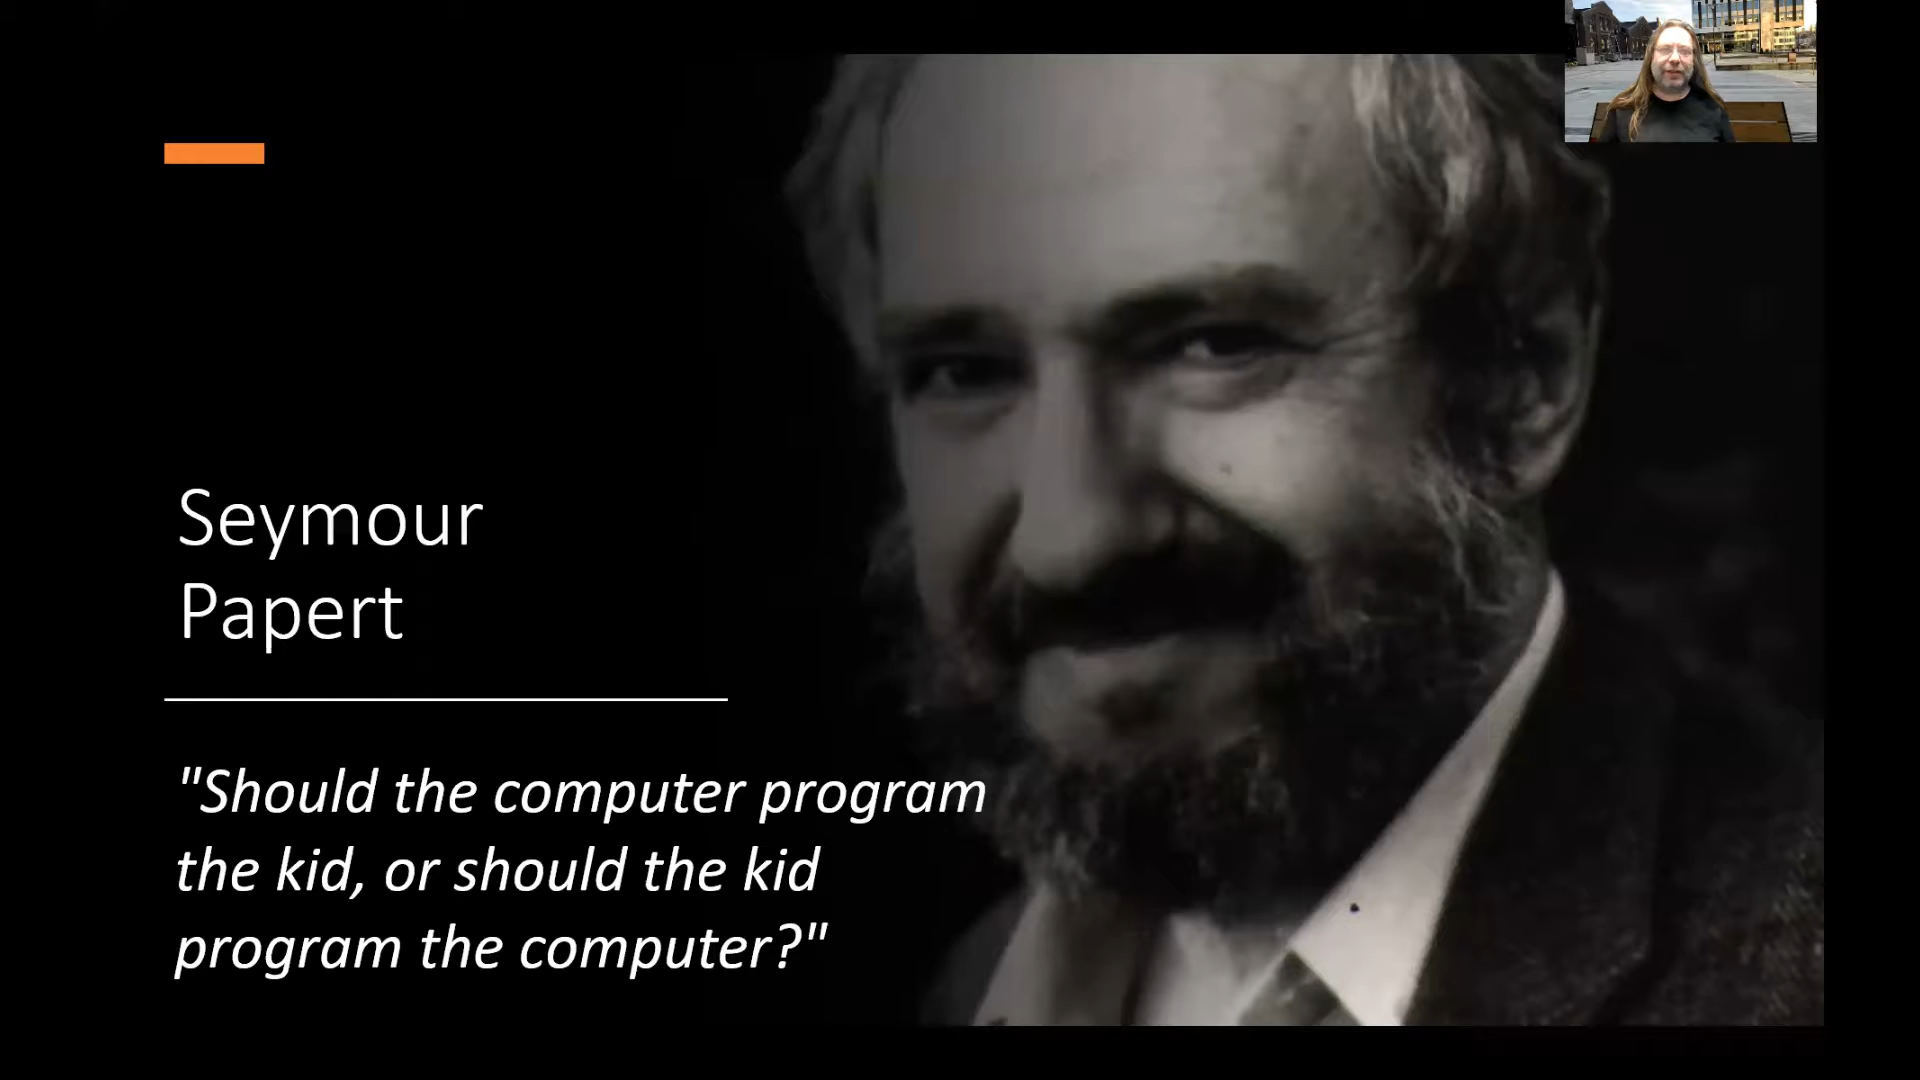 Seymour
Papert
"Should the computer program
the kid, or should the kid
program the computer?"